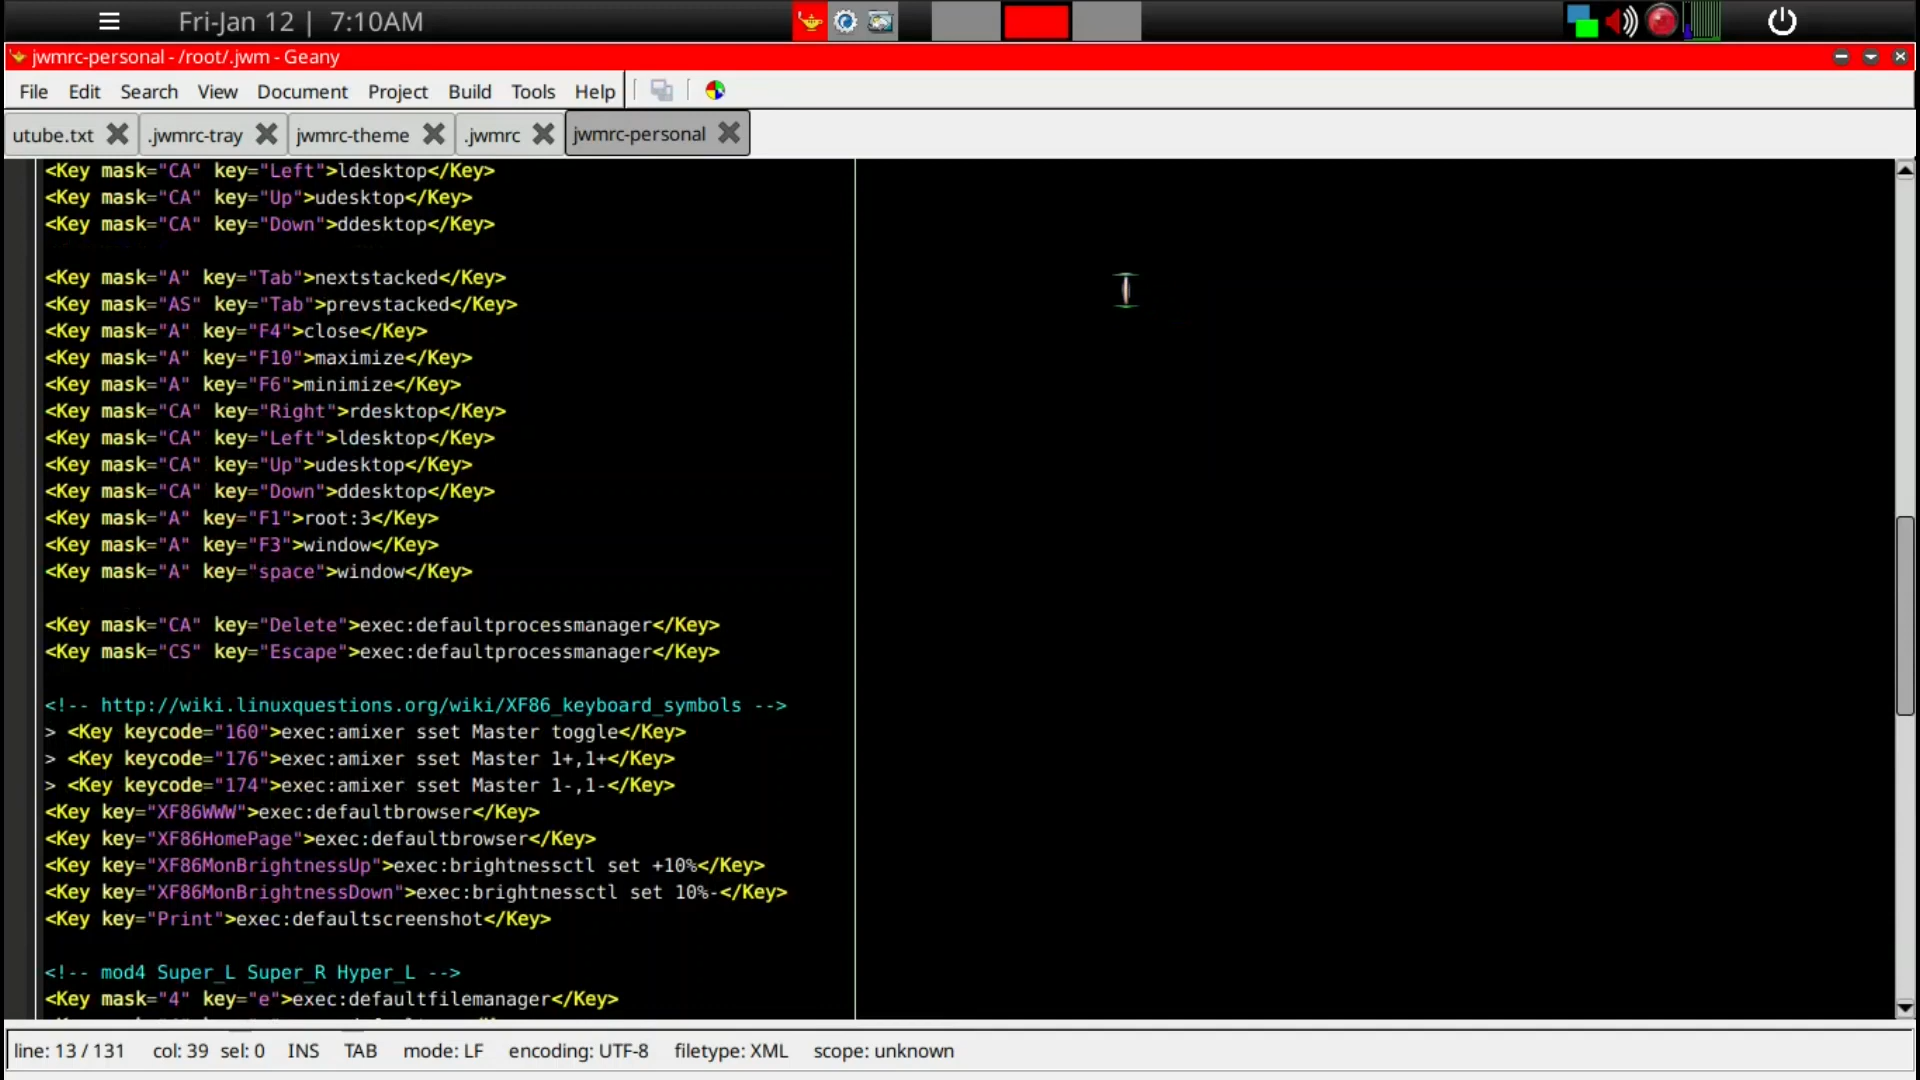 Fri-Jan 12 | 7:10AM
jwmrc-personal - /root/.jwm - Geany
File Edit Search View Document Project Build Tools Help
utube.txt .jwmrc-tray jwmrc-theme .jwmrc jwmrc-personal
<Key mask="CA" key="Left">ldesktop</Key>
<Key mask="CA" key="Up">udesktop</Key>
<Key mask="CA" key="Down">ddesktop</Key>
<Key mask="A" key="Tab">nextstacked</Key>
<Key mask="AS" key="Tab">prevstacked</Key>
<Key mask="A" key="F4">close</Key>
<Key mask="A" key="F10">maximize</Key>
<Key mask="A" key="F6">minimize</Key>
<Key mask="CA" key="Right">rdesktop</Key>
<Key mask="CA" key="Left">ldesktop</Key>
<Key mask="CA" key="Up">udesktop</Key>
<Key mask="CA" key="Down">ddesktop</Key>
<Key mask="A" key="F1">root:3</Key>
<Key mask="A" key="F3">window</Key>
<Key mask="A" key="space">window</Key>
<Key mask="CA" key="Delete">exec:defaultprocessmanager</Key>
<Key mask="CS" key="Escape">exec:defaultprocessmanager</Key>
<!-- http://wiki.linuxquestions.org/wiki/XF86_keyboard_symbols -->
> <Key keycode="160">exec:amixer sset Master toggle</Key>
> <Key keycode="176">exec:amixer sset Master 1+,1+</Key>
> <Key keycode="174">exec:amixer sset Master 1-,1-</Key>
<Key key="XF86WWW">exec:defaultbrowser</Key>
<Key key="XF86HomePage">exec:defaultbrowser</Key>
<Key key="XF86MonBrightnessUp">exec:brightnessctl set +10%</Key>
<Key key="XF86MonBrightnessDown">exec:brightnessctl set 10%-</Key>
<Key key="Print">exec:defaultscreenshot</Key>
<!-- mod4 Super_L Super_R Hyper_L -->
<Key mask="4" key="e">exec:defaultfilemanager</Key>
line: 13 / 131 col: 39 sel: 0 INS TAB mode: LF encoding: UTF-8 filetype: XML scope: unknown